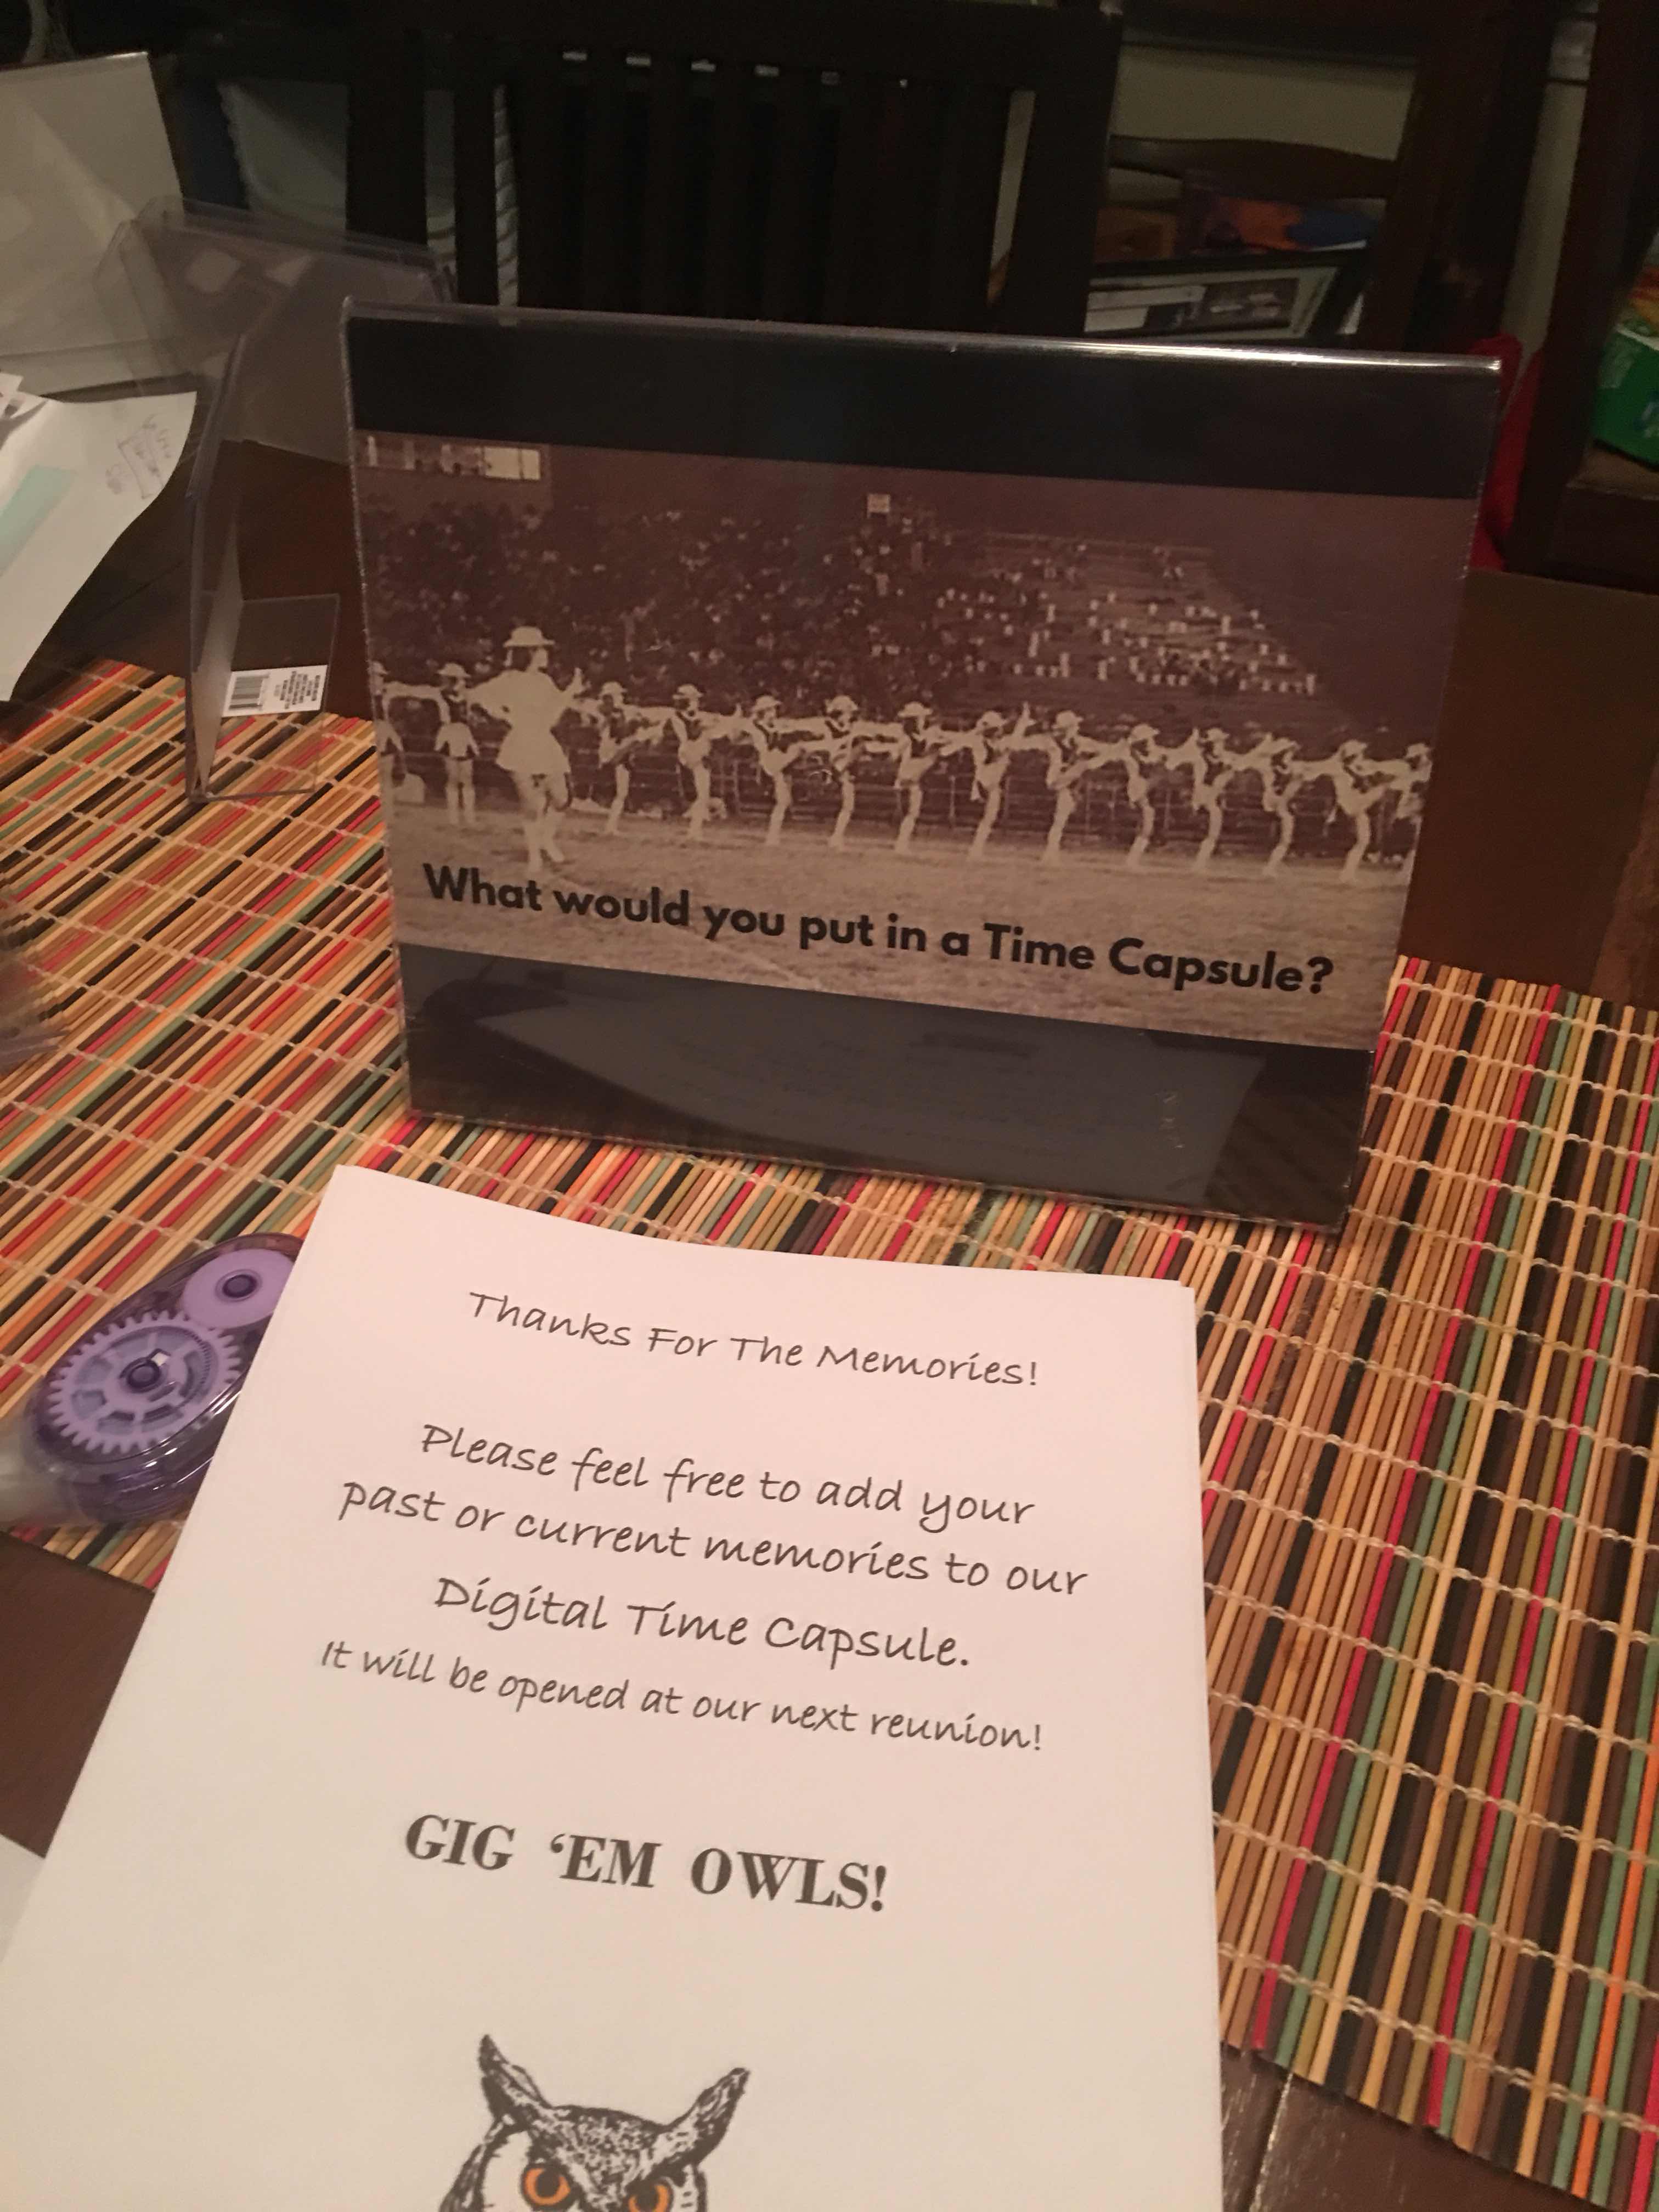 What would you put in a Time Capsule?
Thanks For The Memories!
Please feel free to add your
past or current memories to our
Digital Time Capsule.
It will be opened at our next reunion!
GIG ‘EM OWLS!